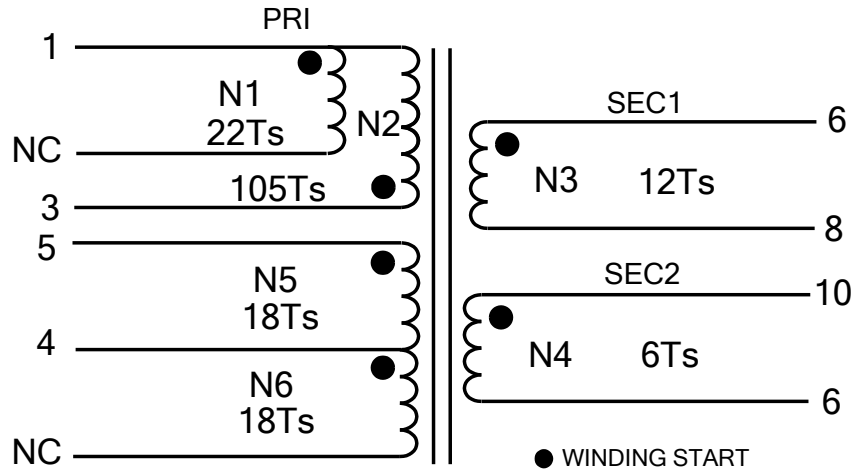 PRI
1
N1
22Ts
N2
NC
105Ts
3
5
N5
18Ts
4
N6
18Ts
NC
SEC1
6
N3 12Ts
8
SEC2
10
N4 6Ts
6
WINDING START